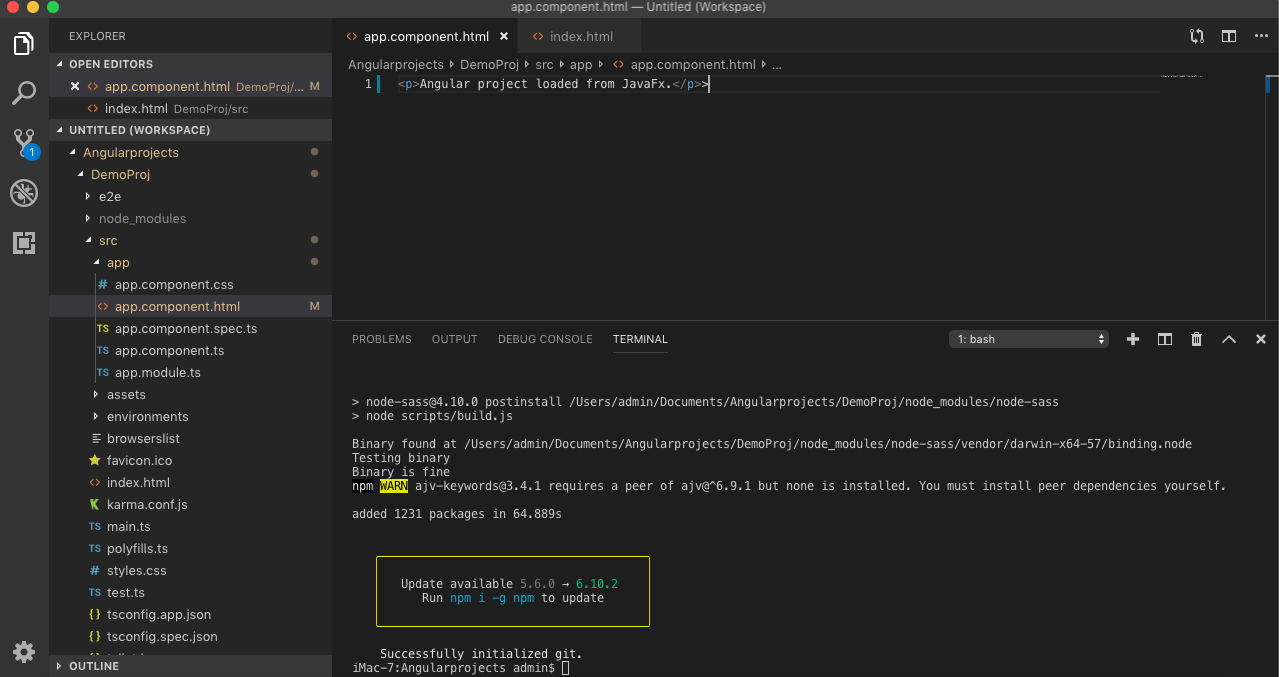 app.component.html — Untitled (Workspace)
EXPLORER
OPEN EDITORS
app.component.html DemoProj/... M
index.html DemoProj/src
UNTITLED (WORKSPACE)
Angularprojects
DemoProj
e2e
node_modules
src
app
app.component.css
app.component.html M
TS app.component.spec.ts
TS app.component.ts
TS app.module.ts
assets
environments
browserslist
favicon.ico
index.html
karma.conf.js
TS main.ts
TS polyfills.ts
styles.css
TS test.ts
tsconfig.app.json
tsconfig.spec.json
OUTLINE
1
app.component.html
index.html
Angularprojects DemoProj src app app.component.html ...
1 <p>Angular project loaded from JavaFx.</p>>
PROBLEMS OUTPUT DEBUG CONSOLE TERMINAL 1: bash
> node-sass@4.10.0 postinstall /Users/admin/Documents/Angularprojects/DemoProj/node_modules/node-sass
> node scripts/build.js
Binary found at /Users/admin/Documents/Angularprojects/DemoProj/node_modules/node-sass/vendor/darwin-x64-57/binding.node
Testing binary
Binary is fine
npm WARN ajv-keywords@3.4.1 requires a peer of ajv@^6.9.1 but none is installed. You must install peer dependencies yourself.
added 1231 packages in 64.889s
Update available 5.6.0 → 6.10.2
Run npm i -g npm to update
Successfully initialized git.
iMac-7:Angularprojects admin$